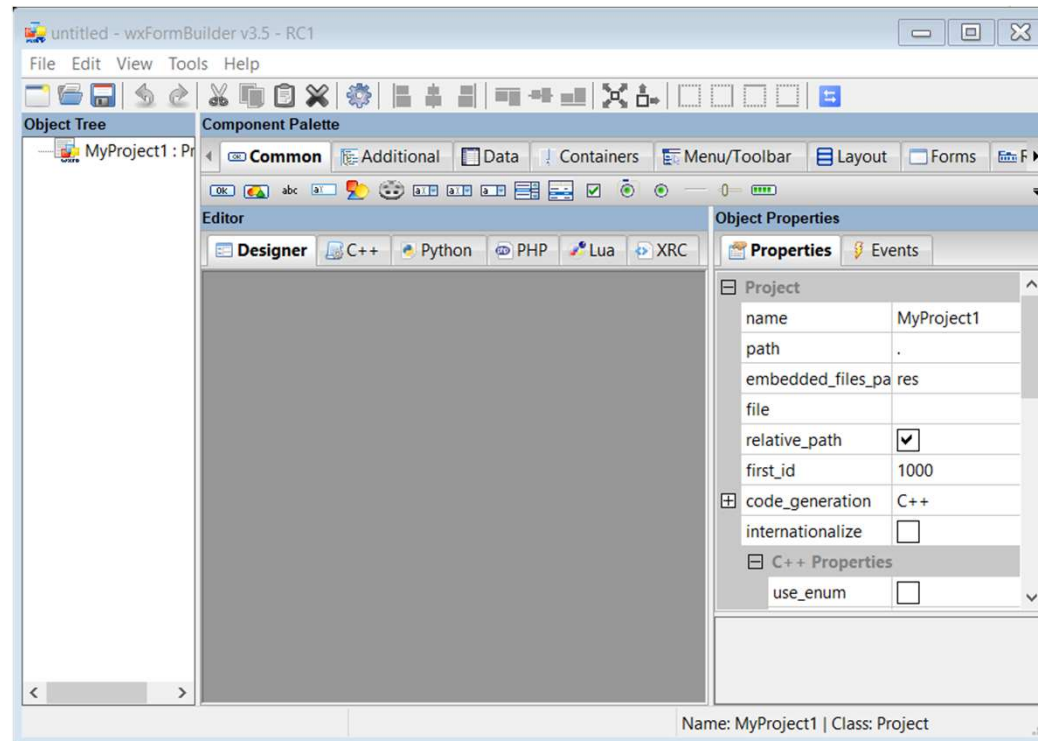 untitled - wxFormBuilder v3.5 - RC1
File Edit View Tools Help
Object Tree
MyProject1 : Pr
Component Palette
Common Additional Data Containers Menu/Toolbar Layout Forms
OK abc
Editor
Designer C++ Python PHP Lua XRC
Object Properties
Properties Events
Project
name MyProject1
path .
embedded_files_pa res
file
relative_path
first_id 1000
code_generation C++
internationalize
C++ Properties
use_enum
Name: MyProject1 | Class: Project